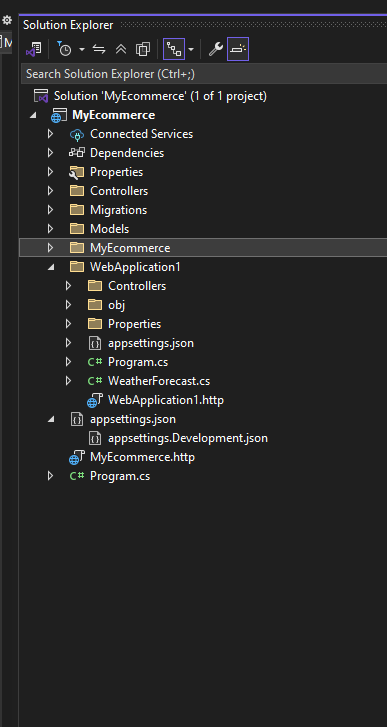 Solution Explorer
Search Solution Explorer (Ctrl+;)
Solution 'MyEcommerce' (1 of 1 project)
MyEcommerce
Connected Services
Dependencies
Properties
Controllers
Migrations
Models
MyEcommerce
WebApplication1
Controllers
obj
Properties
appsettings.json
C# Program.cs
C# WeatherForecast.cs
WebApplication1.http
appsettings.json
appsettings.Development.json
MyEcommerce.http
C# Program.cs